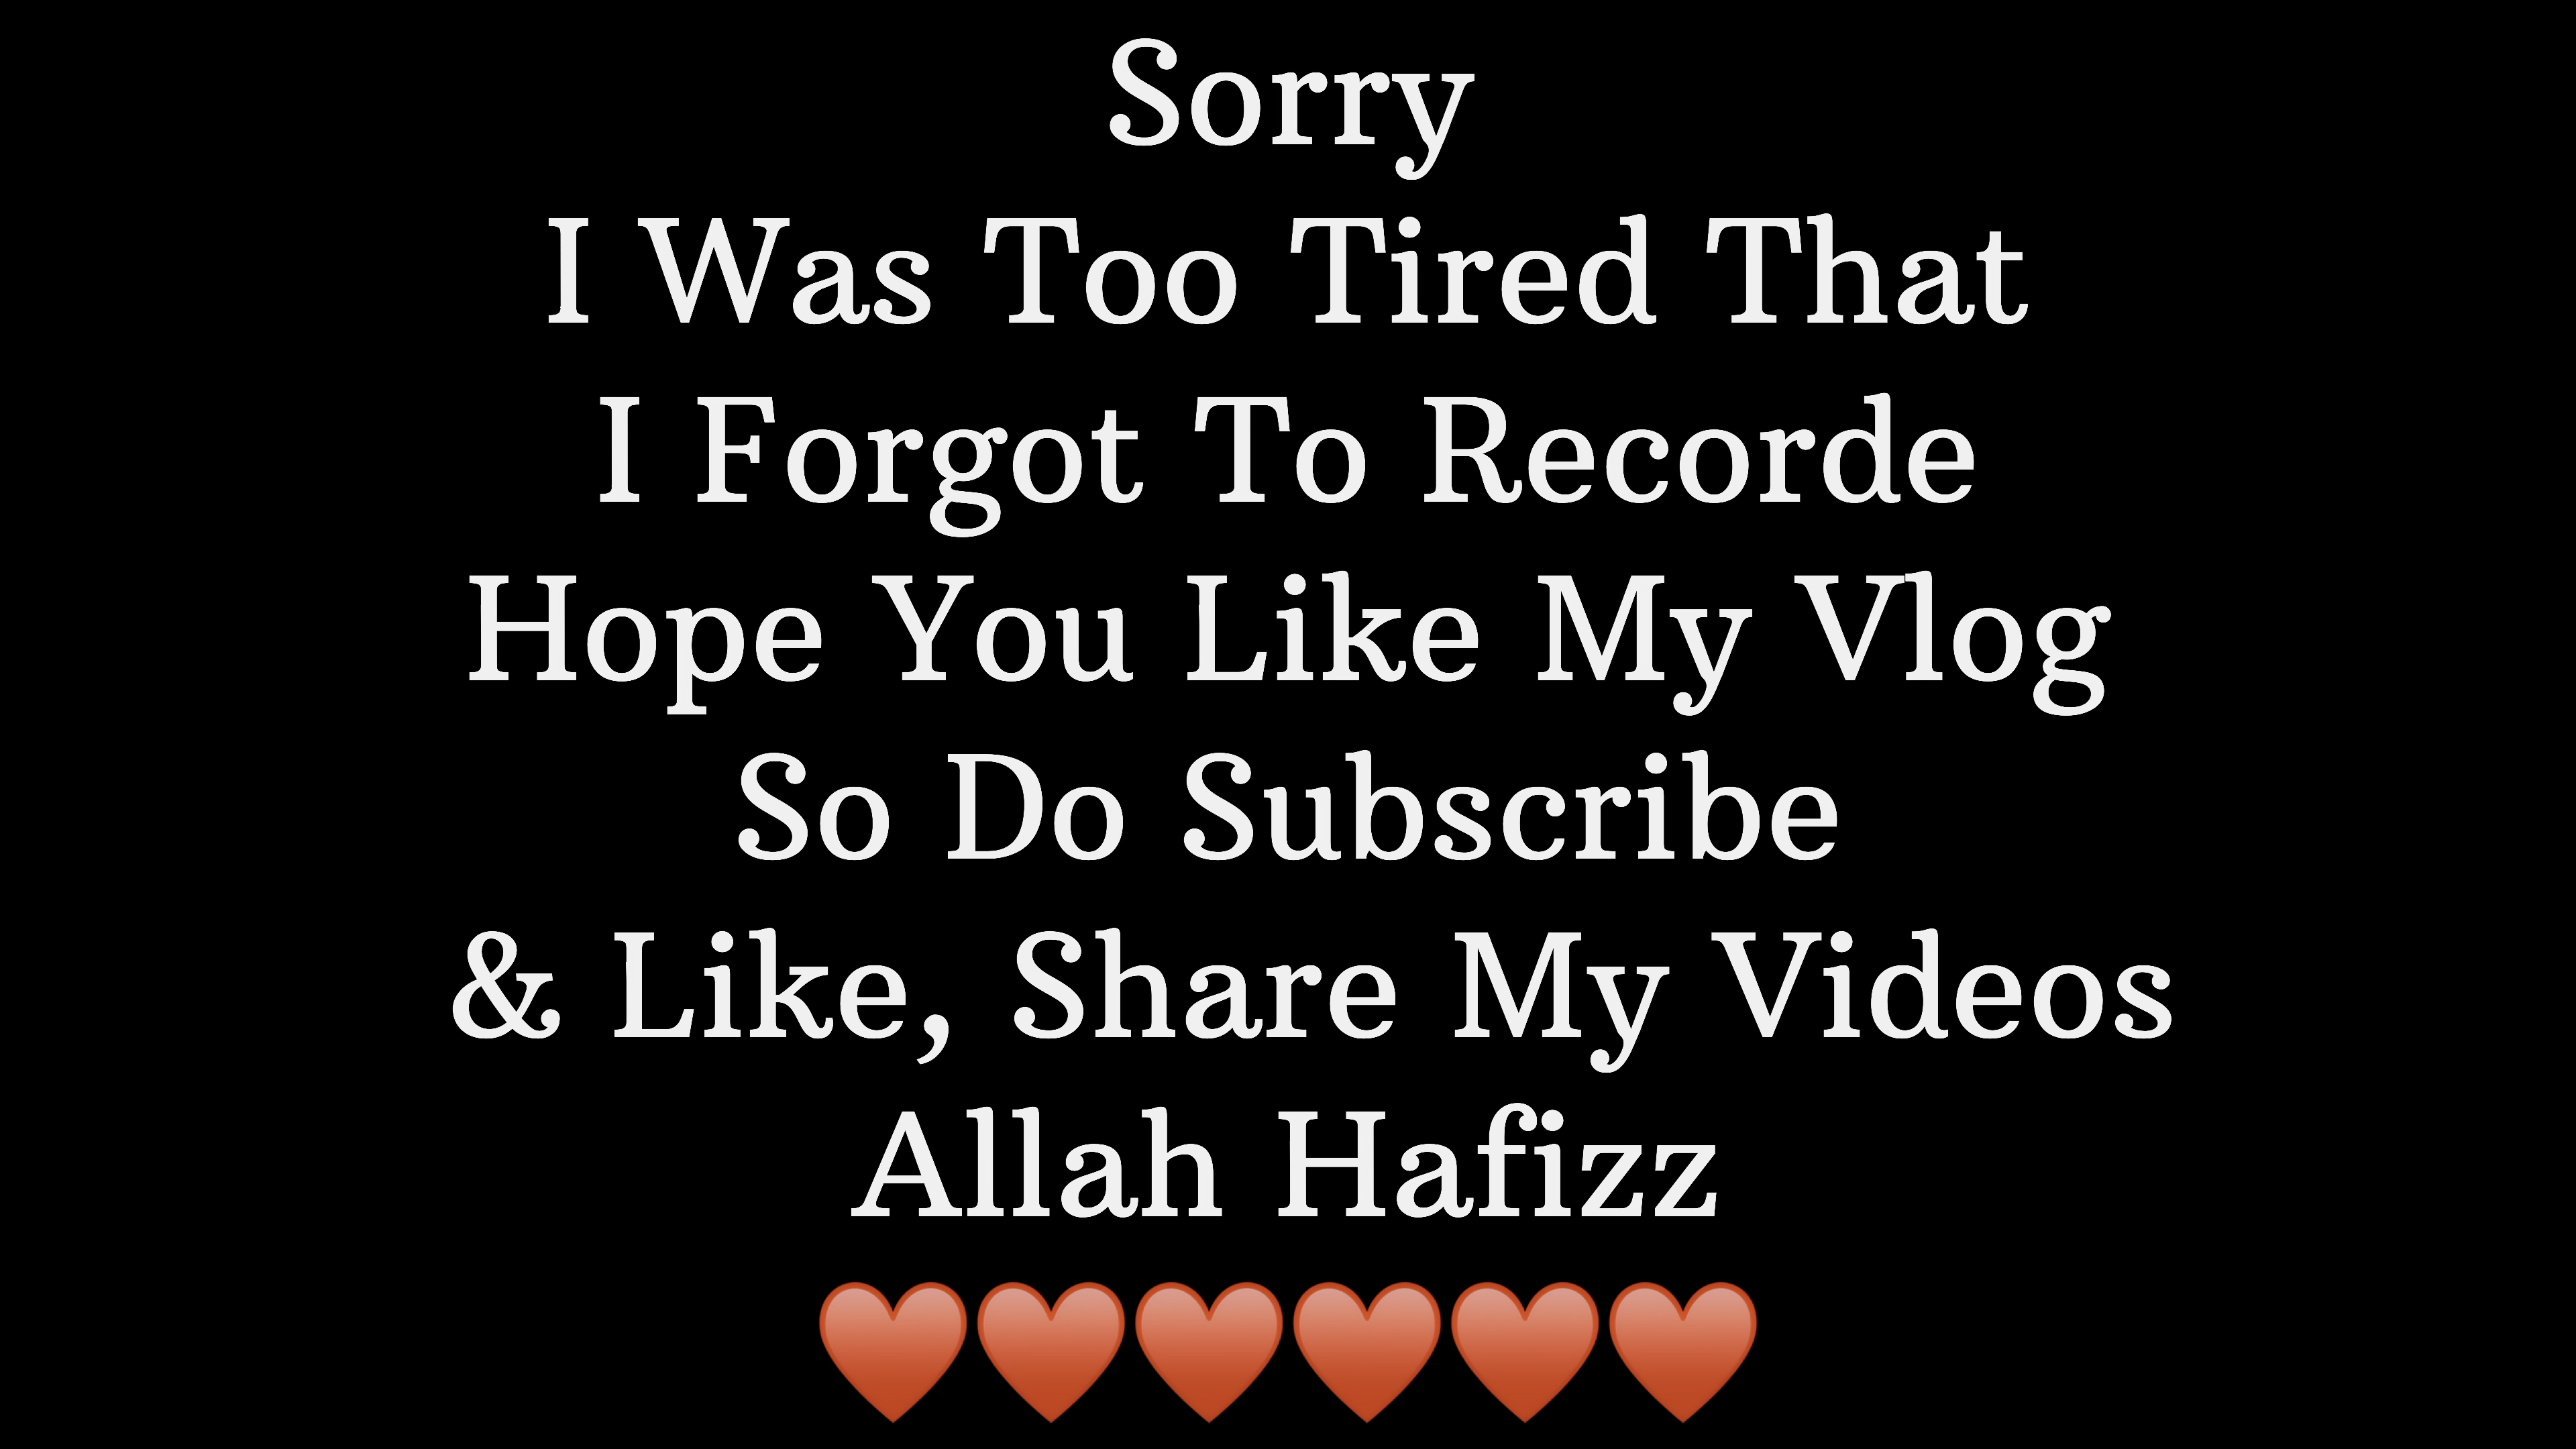 Sorry
I Was Too Tired That
I Forgot To Recorde
Hope You Like My Vlog
So Do Subscribe
& Like, Share My Videos
Allah Hafizz
♥️♥️♥️♥️♥️♥️